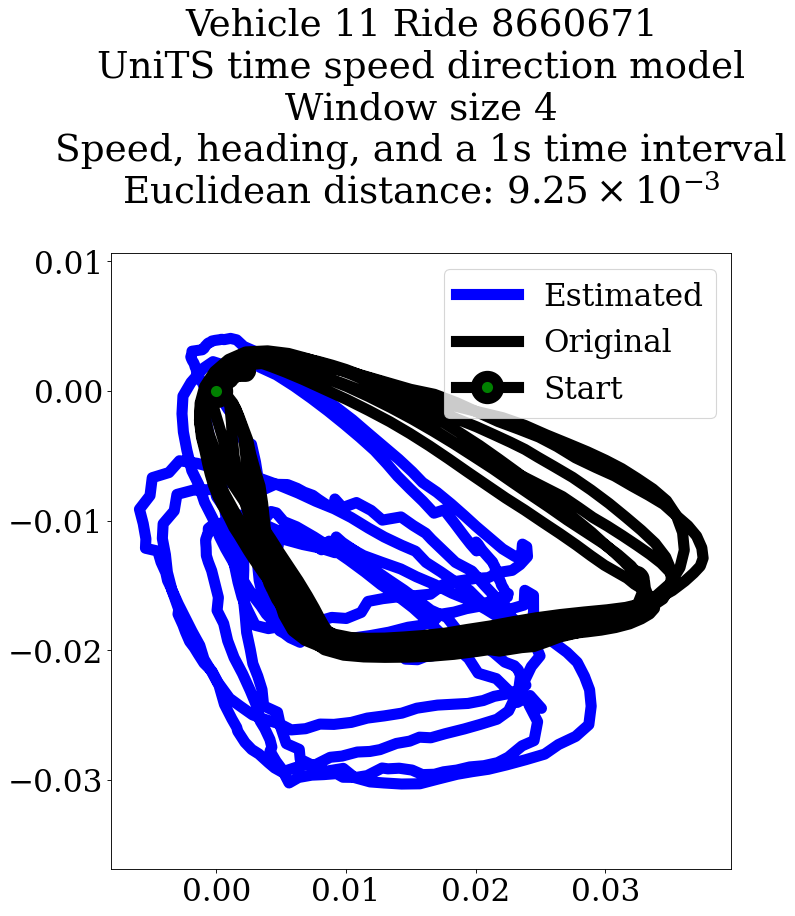 Vehicle 11 Ride 8660671
UniTS time speed direction model
Window size 4
Speed, heading, and a 1s time interval
Euclidean distance: 9.25 × 10⁻³
0.01
0.00
−0.01
−0.02
−0.03
Estimated
Original
Start
0.00 0.01 0.02 0.03